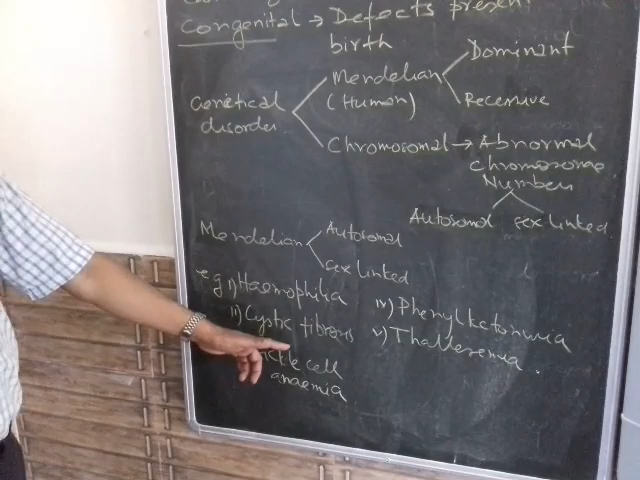 Congenital → Defects present
birth
Genetical disorder
Mendelian (Human)
Dominant
Recessive
Chromosomal → Abnormal
Chromosome
Number
Autosomal sex linked
Mendelian
Autosomal
sex linked
e.g i) Haemophilia
ii) Cystic fibrosis
ickle cell
anaemia
iv) Phenylketonuria
v) Thallesemia.